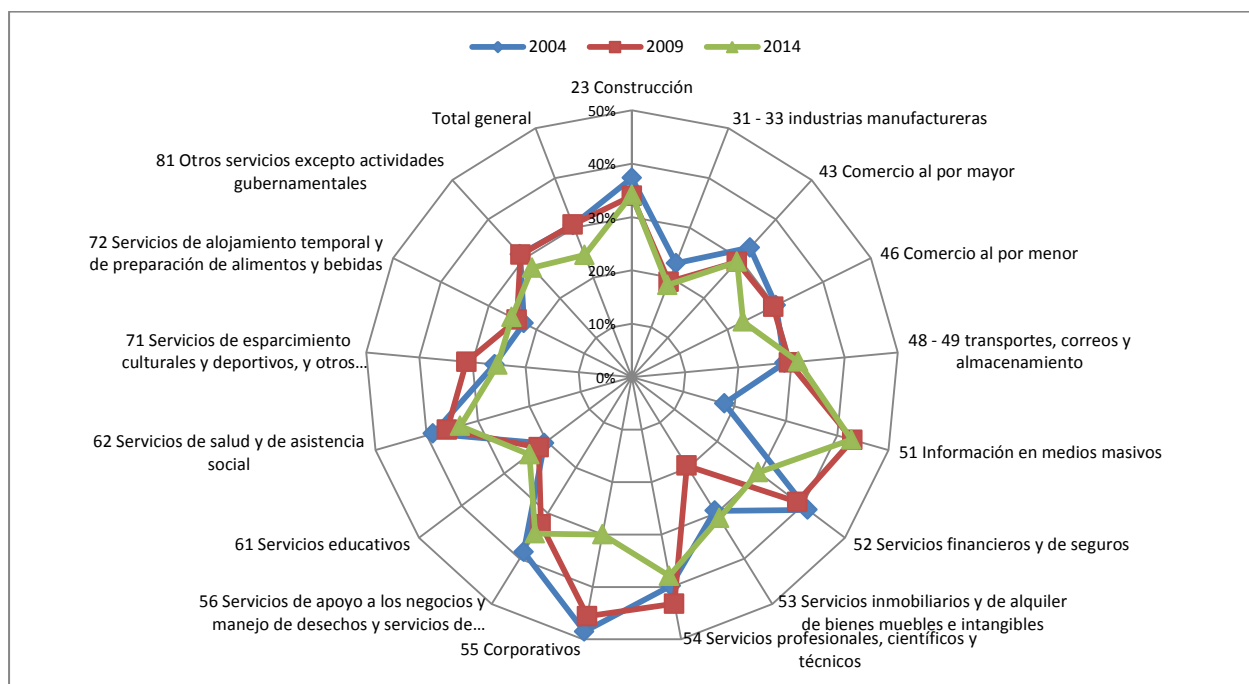 2004 2009 2014
23 Construcción
31 - 33 industrias manufactureras
43 Comercio al por mayor
46 Comercio al por menor
48 - 49 transportes, correos y
almacenamiento
51 Información en medios masivos
52 Servicios financieros y de seguros
53 Servicios inmobiliarios y de alquiler
de bienes muebles e intangibles
54 Servicios profesionales, científicos y
técnicos
55 Corporativos
56 Servicios de apoyo a los negocios y
manejo de desechos y servicios de...
61 Servicios educativos
62 Servicios de salud y de asistencia
social
71 Servicios de esparcimiento
culturales y deportivos, y otros...
72 Servicios de alojamiento temporal y
de preparación de alimentos y bebidas
81 Otros servicios excepto actividades
gubernamentales
Total general
50%
40%
30%
20%
10%
0%